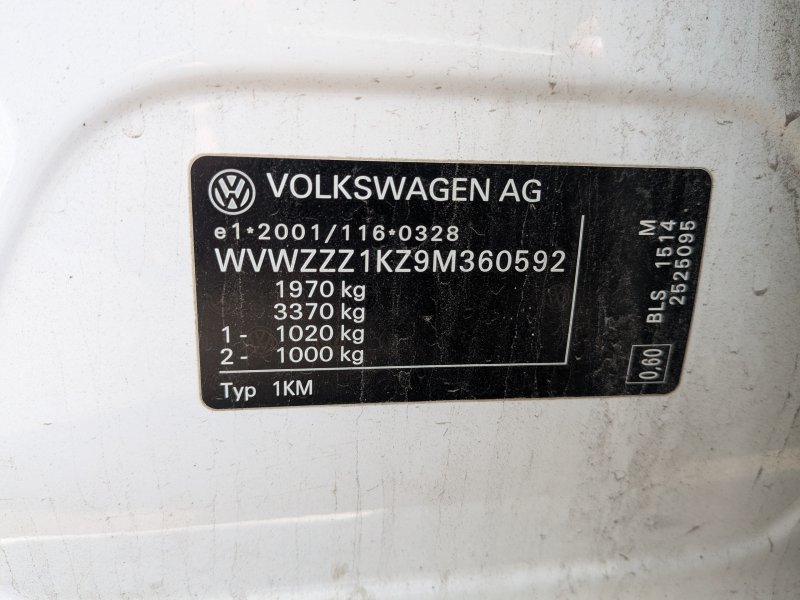 VOLKSWAGEN AG
e1*2001/116*0328
WVWZZZ1KZ9M360592
1970 kg
3370 kg
1- 1020 kg
2- 1000 kg
Typ 1KM
M
BLS 1514
2525095
0,60